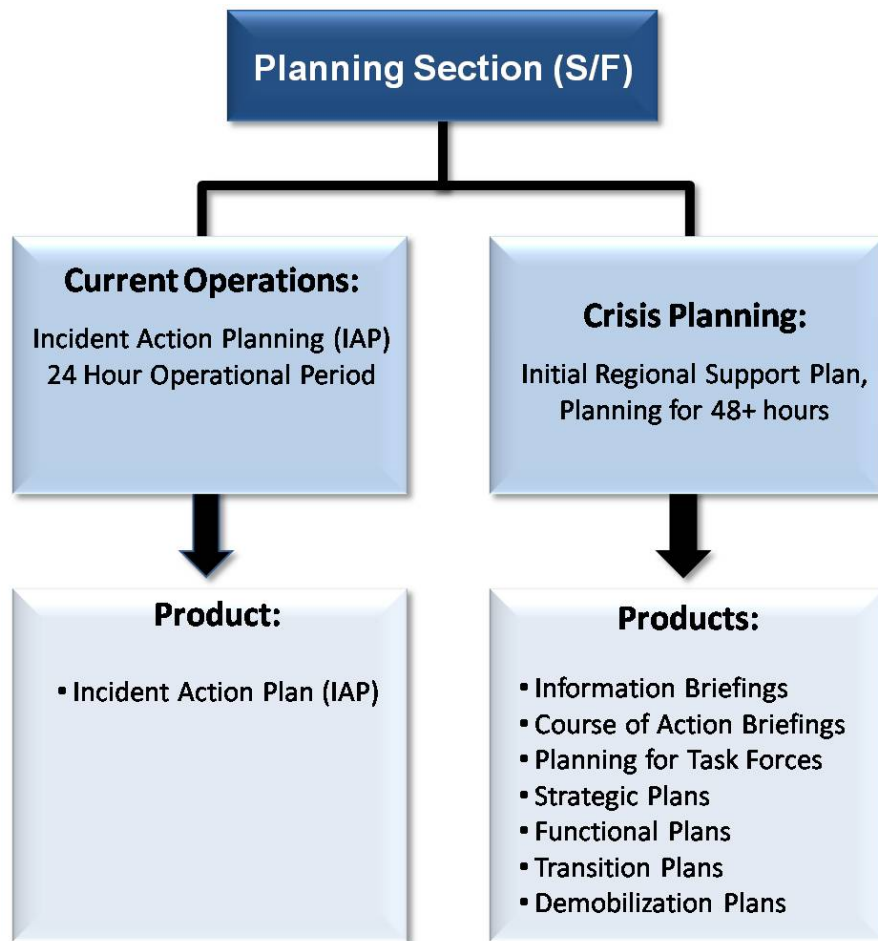 Planning Section (S/F)
Current Operations:
Incident Action Planning (IAP)
24 Hour Operational Period
Crisis Planning:
Initial Regional Support Plan,
Planning for 48+ hours
Product:
▪ Incident Action Plan (IAP)
Products:
▪ Information Briefings
▪ Course of Action Briefings
▪ Planning for Task Forces
▪ Strategic Plans
▪ Functional Plans
▪ Transition Plans
▪ Demobilization Plans